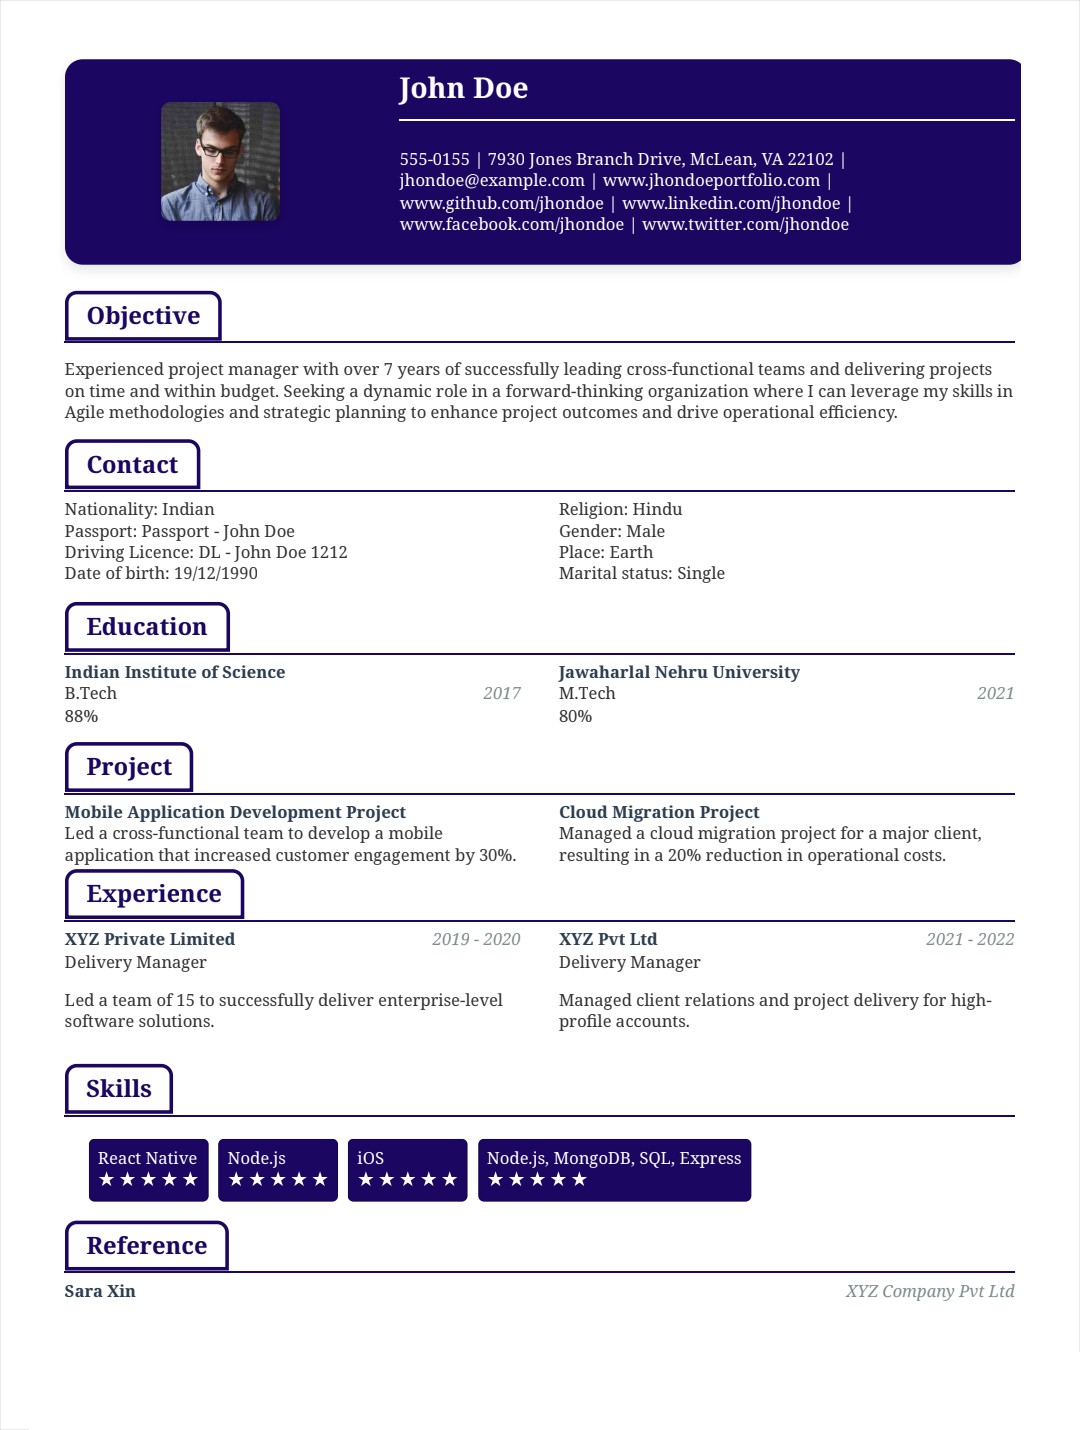 John Doe
555-0155 | 7930 Jones Branch Drive, McLean, VA 22102 |
jhondoe@example.com | www.jhondoeportfolio.com |
www.github.com/jhondoe | www.linkedin.com/jhondoe |
www.facebook.com/jhondoe | www.twitter.com/jhondoe
Objective
Experienced project manager with over 7 years of successfully leading cross-functional teams and delivering projects
on time and within budget. Seeking a dynamic role in a forward-thinking organization where I can leverage my skills in
Agile methodologies and strategic planning to enhance project outcomes and drive operational efficiency.
Contact
Nationality: Indian
Passport: Passport - John Doe
Driving Licence: DL - John Doe 1212
Date of birth: 19/12/1990
Religion: Hindu
Gender: Male
Place: Earth
Marital status: Single
Education
Indian Institute of Science
B.Tech 2017
88%
Jawaharlal Nehru University
M.Tech 2021
80%
Project
Mobile Application Development Project
Led a cross-functional team to develop a mobile
application that increased customer engagement by 30%.
Cloud Migration Project
Managed a cloud migration project for a major client,
resulting in a 20% reduction in operational costs.
Experience
XYZ Private Limited 2019 - 2020
Delivery Manager
Led a team of 15 to successfully deliver enterprise-level
software solutions.
XYZ Pvt Ltd 2021 - 2022
Delivery Manager
Managed client relations and project delivery for high-
profile accounts.
Skills
React Native
★★★★★
Node.js
★★★★★
iOS
★★★★★
Node.js, MongoDB, SQL, Express
★★★★★
Reference
Sara Xin XYZ Company Pvt Ltd